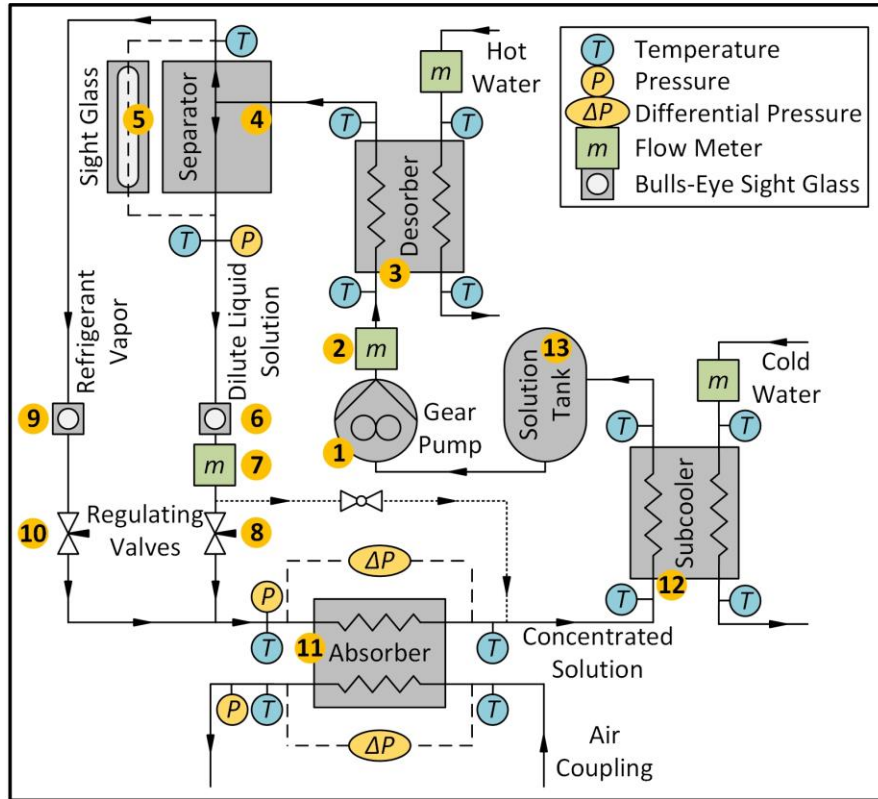 Hot
Water
m
T
Temperature
P
Pressure
ΔP
Differential Pressure
m
Flow Meter
Bulls-Eye Sight Glass
T
Sight Glass
5
Separator
4
T
T
Desorber
T
P
3
T
T
Refrigerant
Vapor
Dilute Liquid
Solution
2
m
13
Solution
Tank
m
Cold
Water
9
6
Gear
Pump
1
7
m
T
T
10
Regulating
Valves
8
Subcooler
12
ΔP
P
T
T
T
11
Absorber
T
Concentrated
Solution
P
T
T
ΔP
Air
Coupling